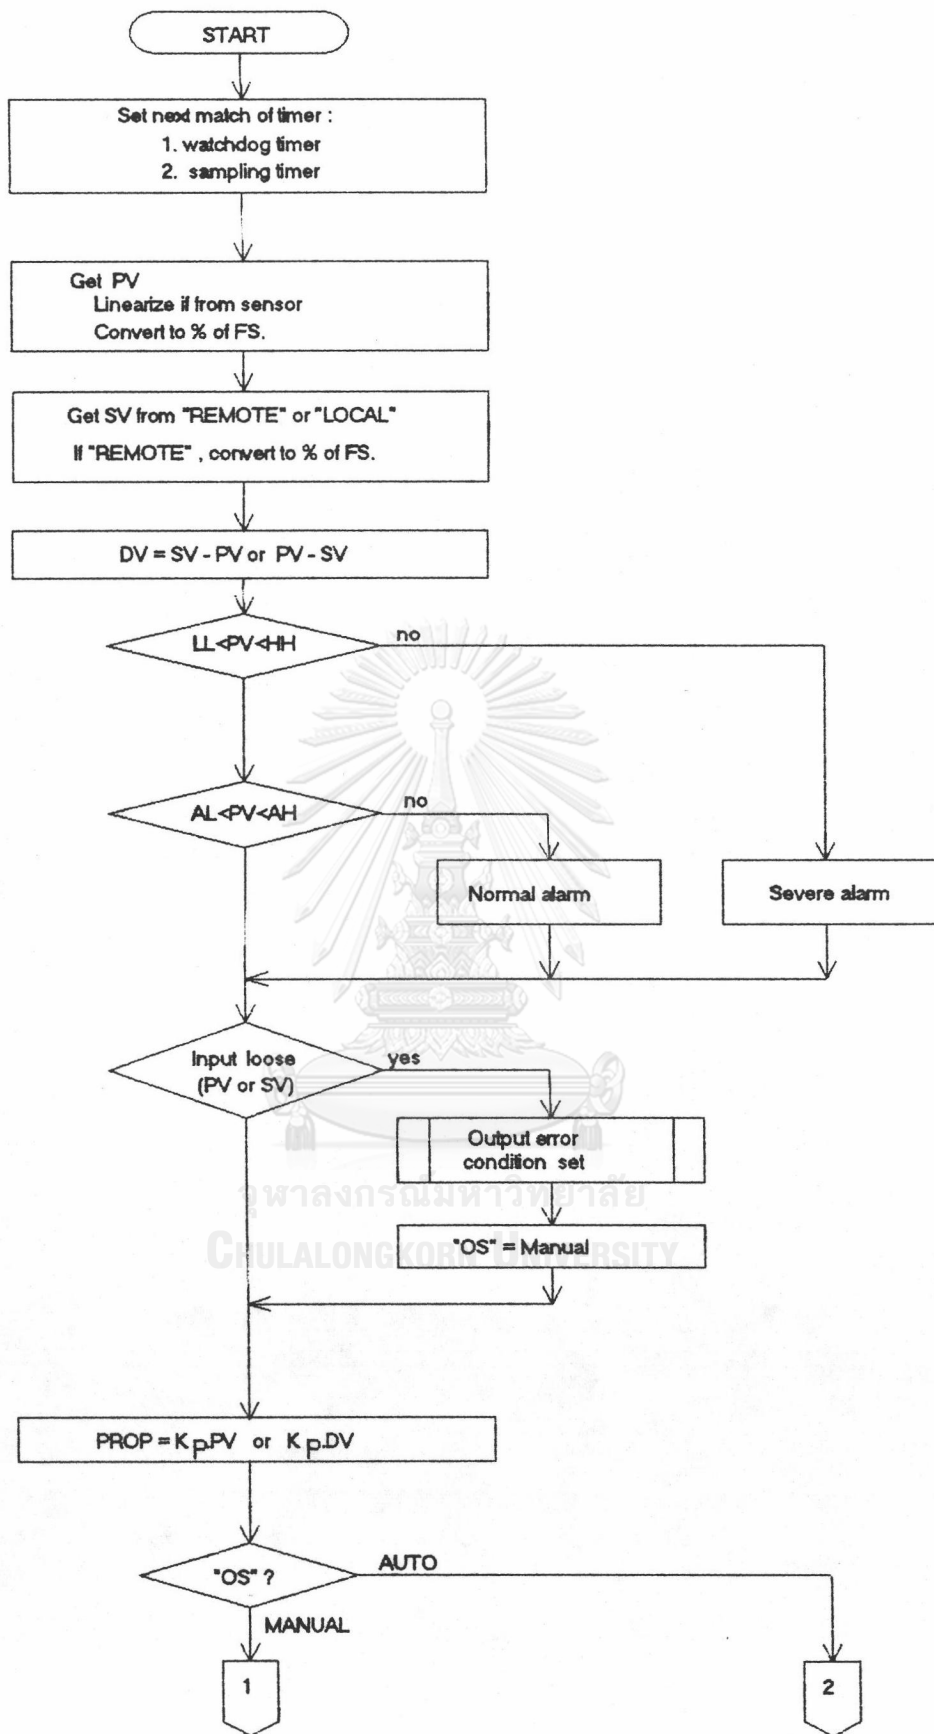 START
Set next match of timer :
1. watchdog timer
2. sampling timer
Get PV
Linearize if from sensor
Convert to % of FS.
Get SV from "REMOTE" or "LOCAL"
If "REMOTE" , convert to % of FS.
DV = SV - PV or PV - SV
LL<PV<HH
no
AL<PV<AH
no
Normal alarm
Severe alarm
Input loose
(PV or SV)
yes
Output error
condition set
จุฬาลงกรณ์มหาวิทยาลัย
"OS" = Manual
CHULALONGKORN UNIVERSITY
PROP = K p.PV or K p.DV
"OS" ?
AUTO
MANUAL
1
2